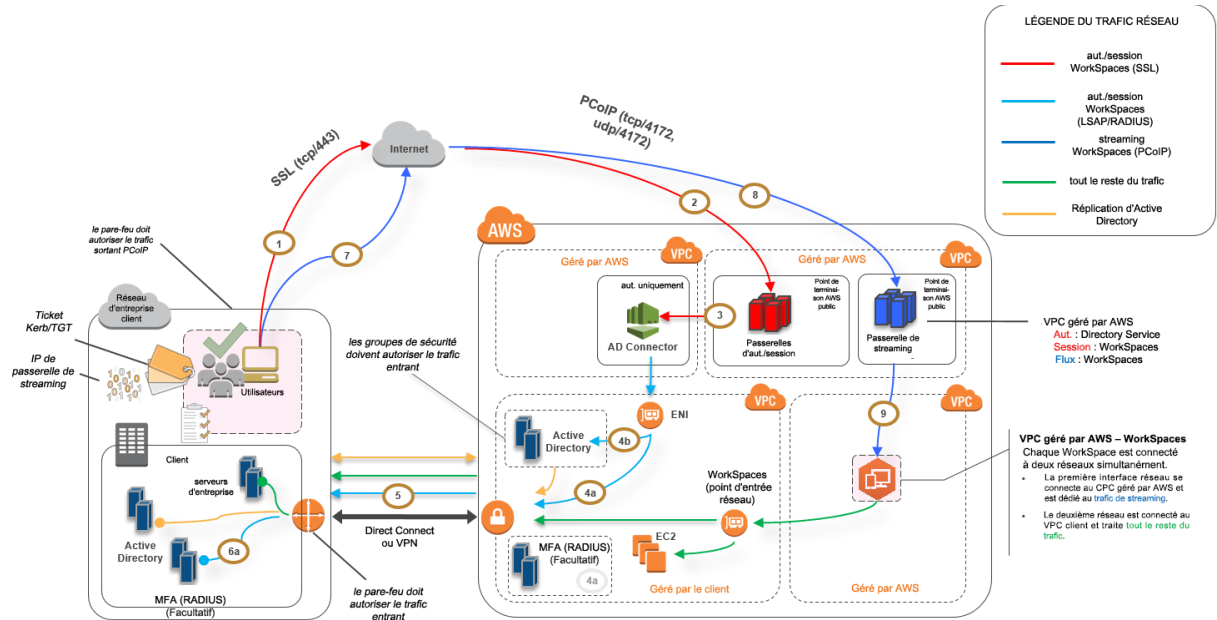 LÉGENDE DU TRAFIC RÉSEAU
aut./session
WorkSpaces (SSL)
aut./session
WorkSpaces
(LSAP/RADIUS)
streaming
WorkSpaces (PCoIP)
tout le reste du trafic
Réplication d'Active
Directory
SSL (tcp/443)
Internet
PCoIP (tcp/4172,
udp/4172)
1
7
2
8
le pare-feu doit
autoriser le trafic
sortant PCoIP
Réseau
d'entreprise
client
Ticket
Kerb/TGT
IP de
passerelle de
streaming
Utilisateurs
Client
serveurs
d'entreprise
Active
Directory
6a
MFA (RADIUS)
(Facultatif)
les groupes de sécurité
doivent autoriser le trafic
entrant
5
Direct Connect
ou VPN
le pare-feu doit
autoriser le trafic
entrant
AWS
Géré par AWS
VPC
aut. uniquement
AD Connector
3
Géré par AWS
VPC
Point de
terminai-
son AWS
public
Passerelles
d'aut./session
Point de
terminai-
son AWS
public
Passerelle de
streaming
VPC géré par AWS
Aut. : Directory Service
Session : WorkSpaces
Flux : WorkSpaces
VPC
ENI
Active
Directory
4b
4a
WorkSpaces
(point d'entrée
réseau)
EC2
MFA (RADIUS)
(Facultatif)
4a
Géré par le client
VPC
9
Géré par AWS
VPC géré par AWS – WorkSpaces
Chaque WorkSpace est connecté
à deux réseaux simultanément.
• La première interface réseau se
connecte au CPC géré par AWS et
est dédié au trafic de streaming.
• Le deuxième réseau est connecté au
VPC client et traite tout le reste du
trafic.